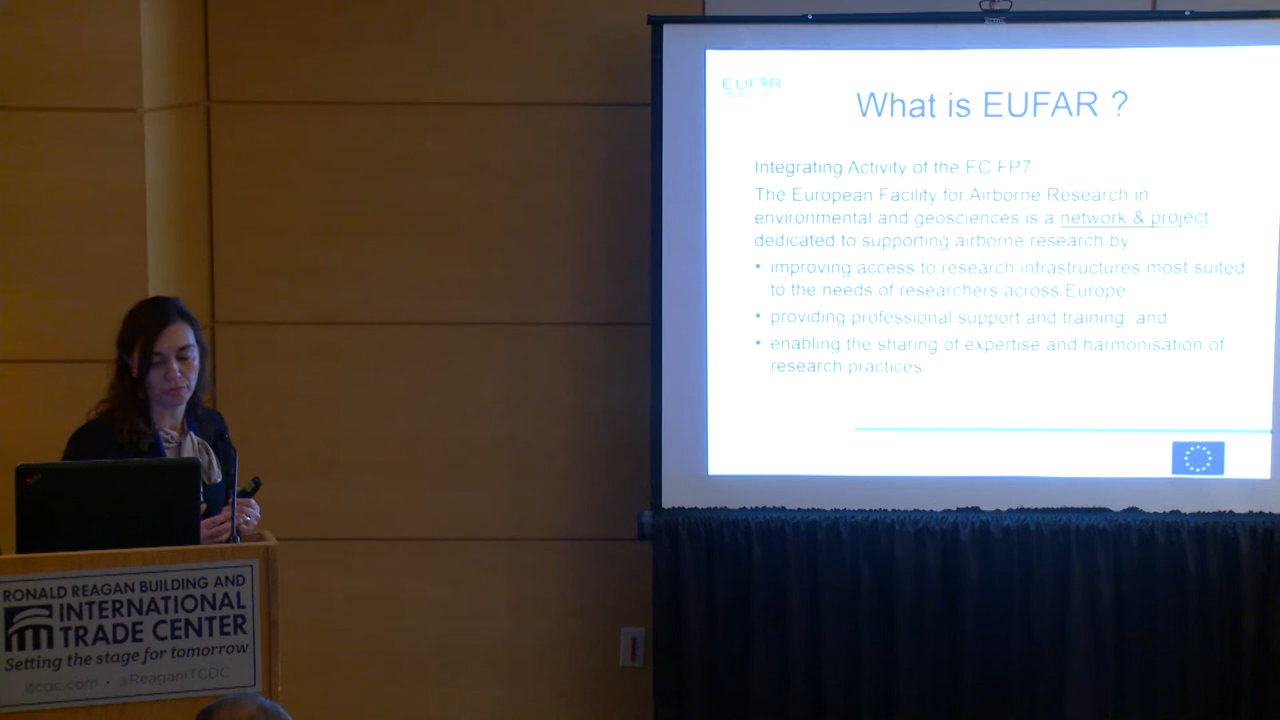 EUFAR
What is EUFAR ?
Integrating Activity of the EC FP7
The European Facility for Airborne Research in
environmental and geosciences is a network & project
dedicated to supporting airborne research by
• improving access to research infrastructures most suited
to the needs of researchers across Europe,
• providing professional support and training and
• enabling the sharing of expertise and harmonisation of
research practices
RONALD REAGAN BUILDING AND
INTERNATIONAL
TRADE CENTER
Setting the stage for tomorrow
itcdc.com • @ReaganITCDC